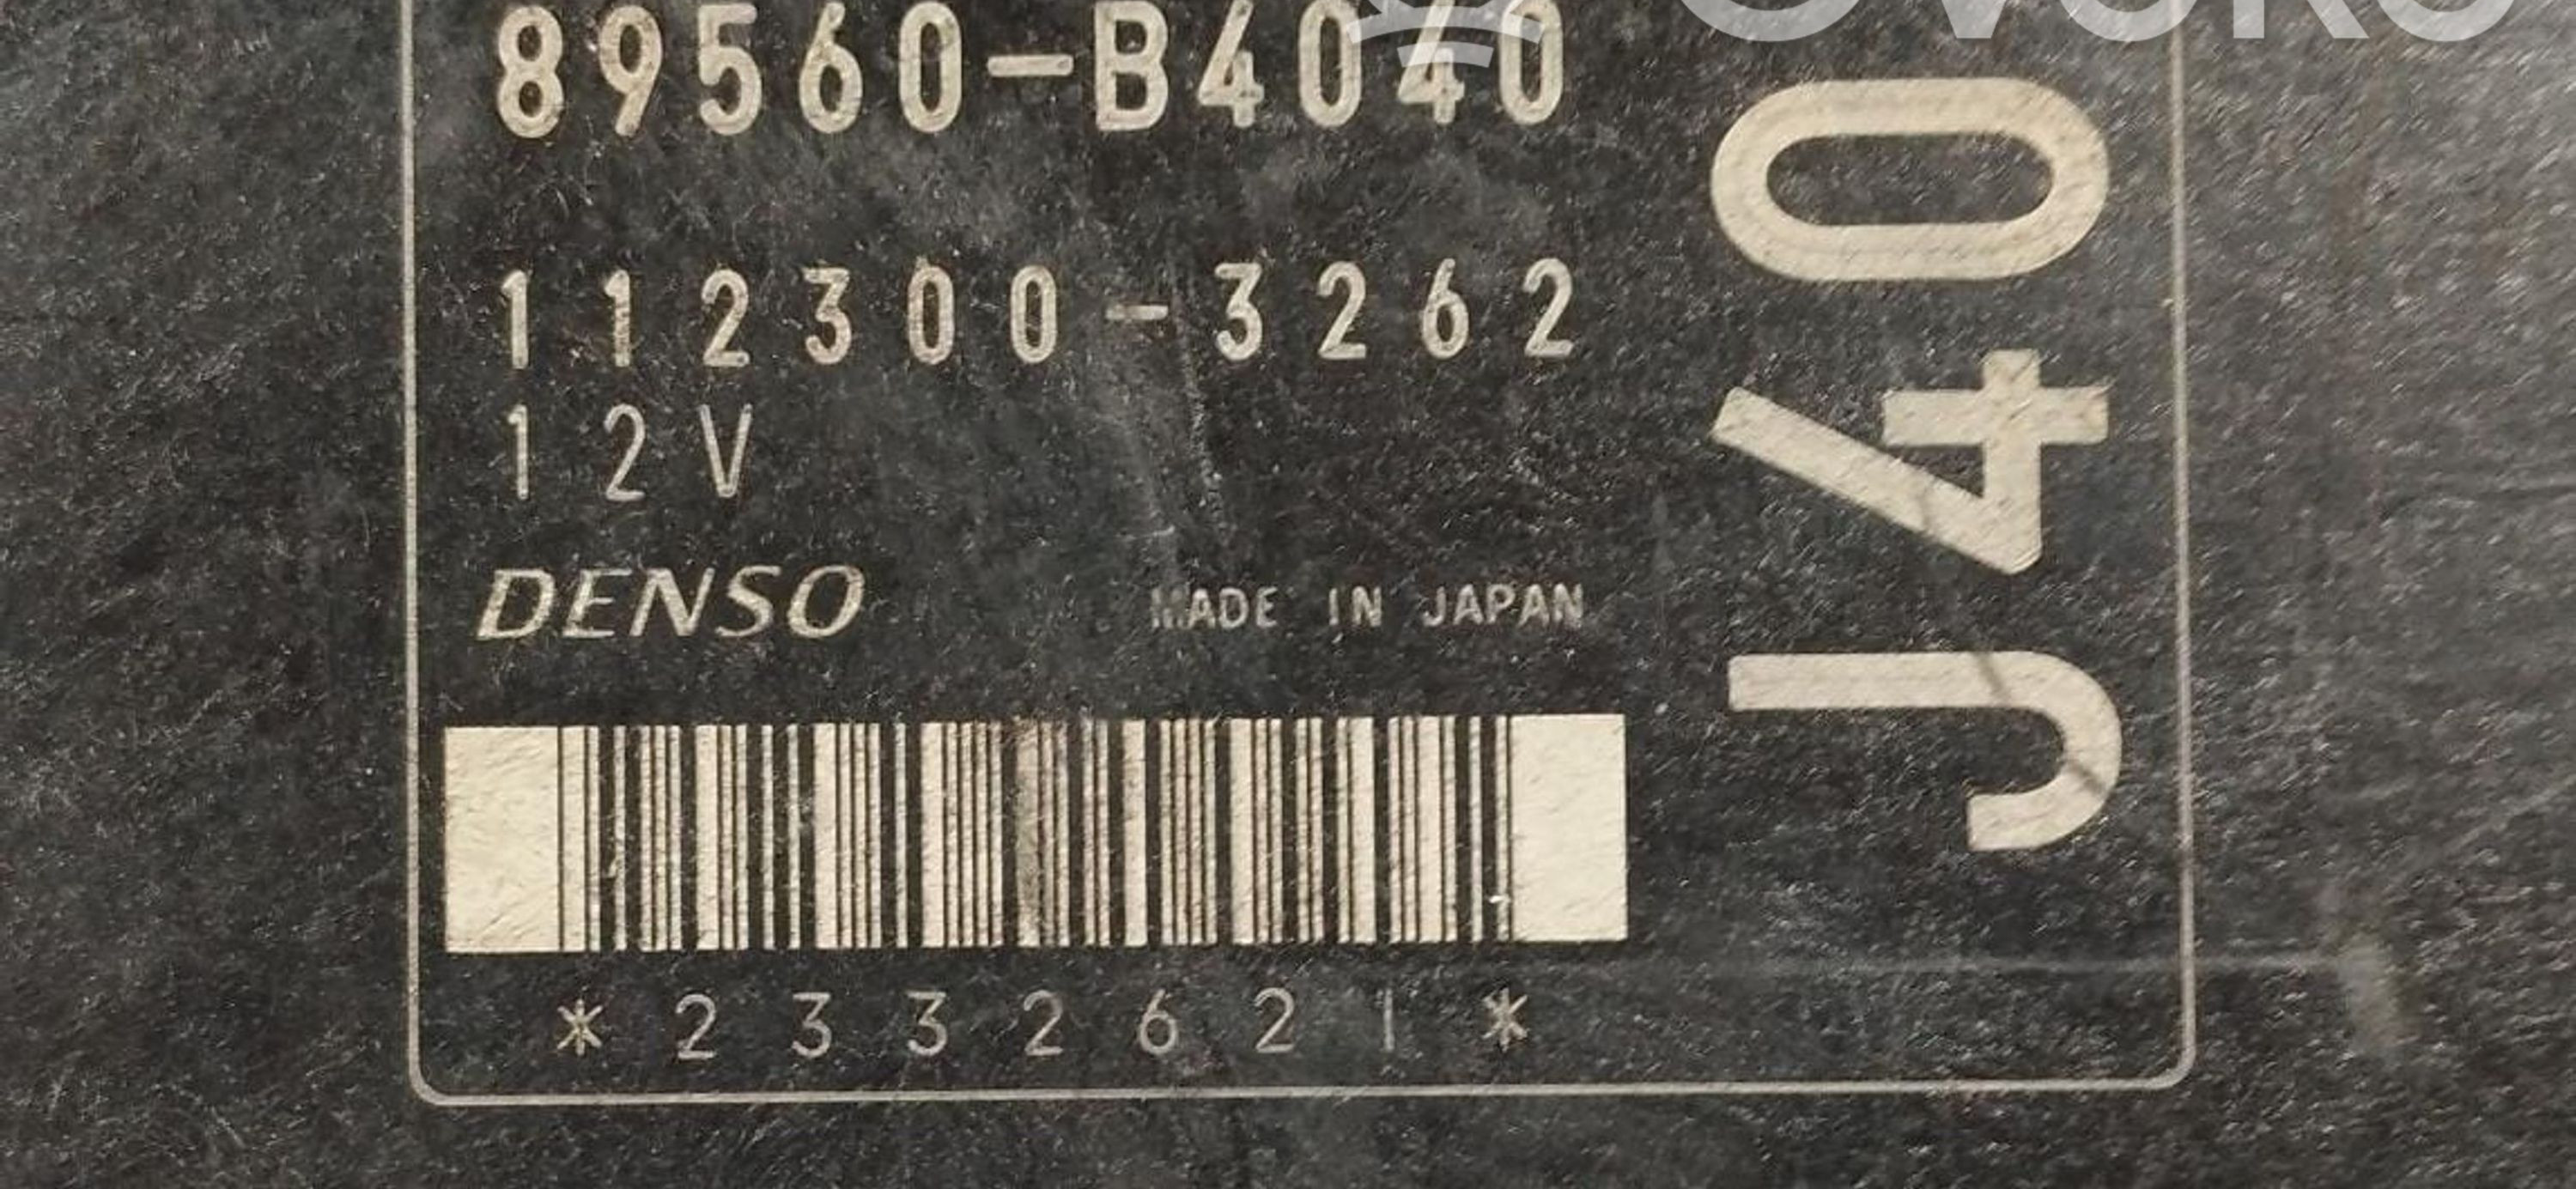 89560-B4040
112300-3262
12V
DENSO
MADE IN JAPAN
*2332621*
J40